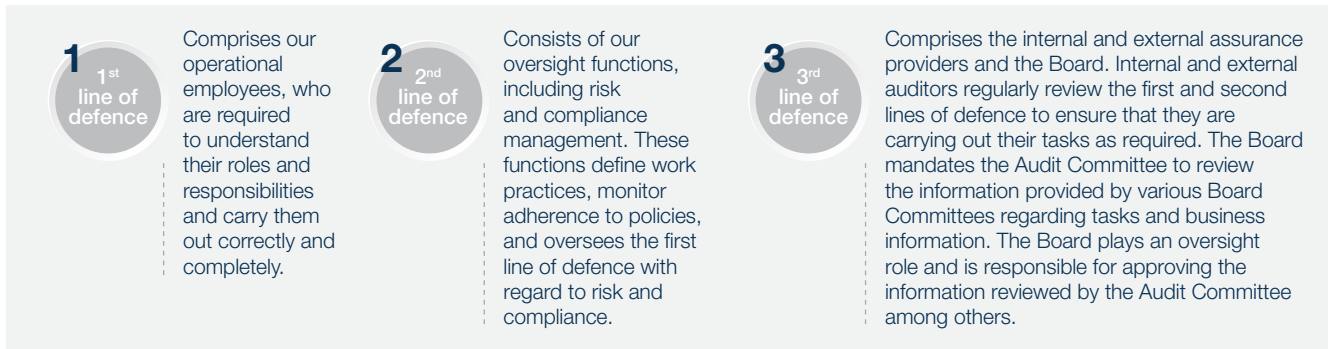 1
1st
line of
defence
Comprises our
operational
employees, who
are required
to understand
their roles and
responsibilities
and carry them
out correctly and
completely.
2
2nd
line of
defence
Consists of our
oversight functions,
including risk
and compliance
management. These
functions define work
practices, monitor
adherence to policies,
and oversees the first
line of defence with
regard to risk and
compliance.
3
3rd
line of
defence
Comprises the internal and external assurance
providers and the Board. Internal and external
auditors regularly review the first and second
lines of defence to ensure that they are
carrying out their tasks as required. The Board
mandates the Audit Committee to review
the information provided by various Board
Committees regarding tasks and business
information. The Board plays an oversight
role and is responsible for approving the
information reviewed by the Audit Committee
among others.